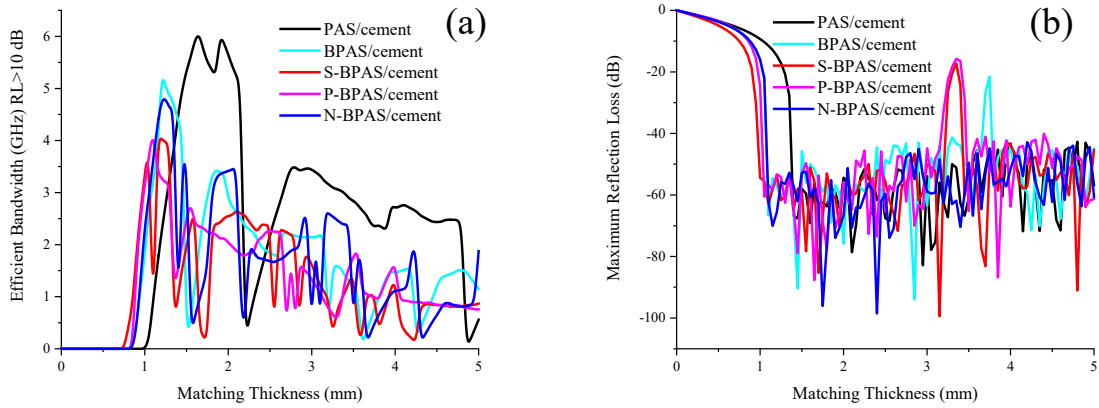 (a)
PAS/cement
BPAS/cement
S-BPAS/cement
P-BPAS/cement
N-BPAS/cement
Efficient Bandwidth (GHz) RL>10 dB
6
5
4
3
2
1
0
0 1 2 3 4 5
Matching Thickness (mm)
(b)
PAS/cement
BPAS/cement
S-BPAS/cement
P-BPAS/cement
N-BPAS/cement
Maximum Reflection Loss (dB)
0
-20
-40
-60
-80
-100
0 1 2 3 4 5
Matching Thickness (mm)